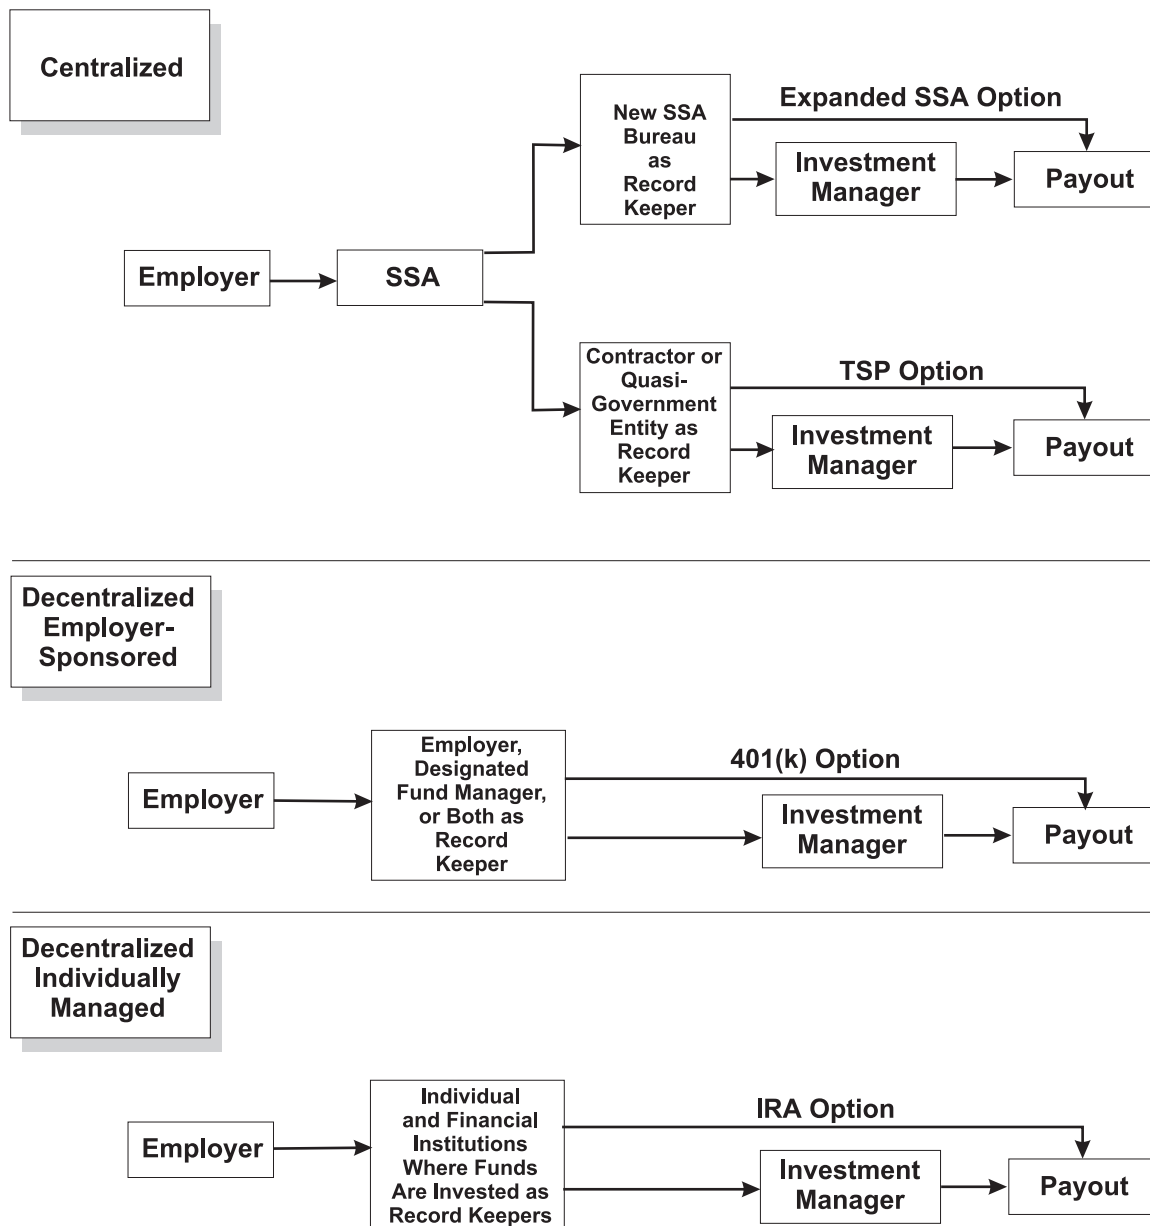 Centralized
New SSA
Bureau
as
Record
Keeper
Expanded SSA Option
Investment
Manager
Payout
Employer
SSA
Contractor or
Quasi-
Government
Entity as
Record
Keeper
TSP Option
Investment
Manager
Payout
Decentralized
Employer-
Sponsored
Employer
Employer,
Designated
Fund Manager,
or Both as
Record
Keeper
401(k) Option
Investment
Manager
Payout
Decentralized
Individually
Managed
Employer
Individual
and Financial
Institutions
Where Funds
Are Invested as
Record Keepers
IRA Option
Investment
Manager
Payout